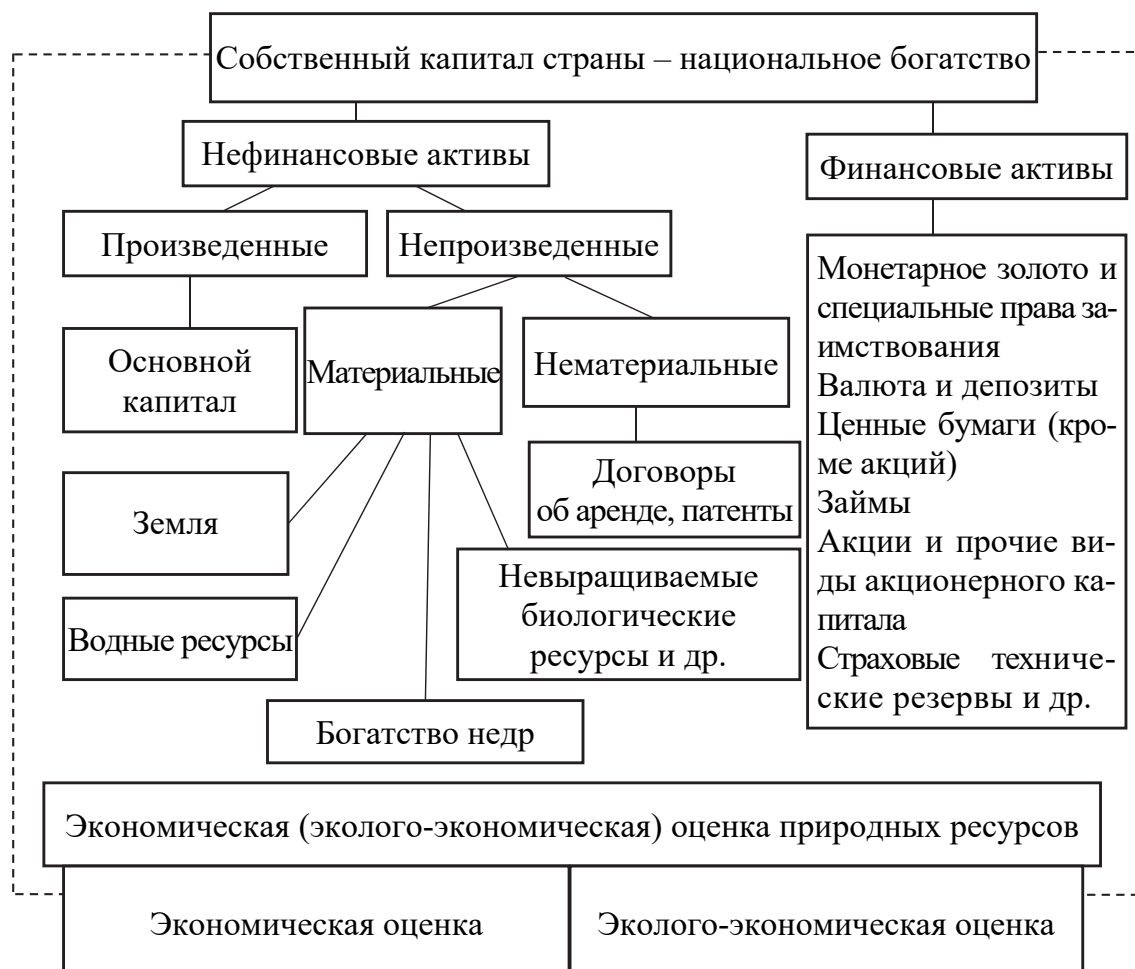 Собственный капитал страны – национальное богатство
Нефинансовые активы
Финансовые активы
Произведенные
Непроизведенные
Основной
капитал
Материальные
Нематериальные
Земля
Договоры
об аренде, патенты
Водные ресурсы
Невыращиваемые
биологические
ресурсы и др.
Богатство недр
Монетарное золото и
специальные права за-
имствования
Валюта и депозиты
Ценные бумаги (кро-
ме акций)
Займы
Акции и прочие ви-
ды акционерного ка-
питала
Страховые техниче-
ские резервы и др.
Экономическая (эколого-экономическая) оценка природных ресурсов
Экономическая оценка
Эколого-экономическая оценка